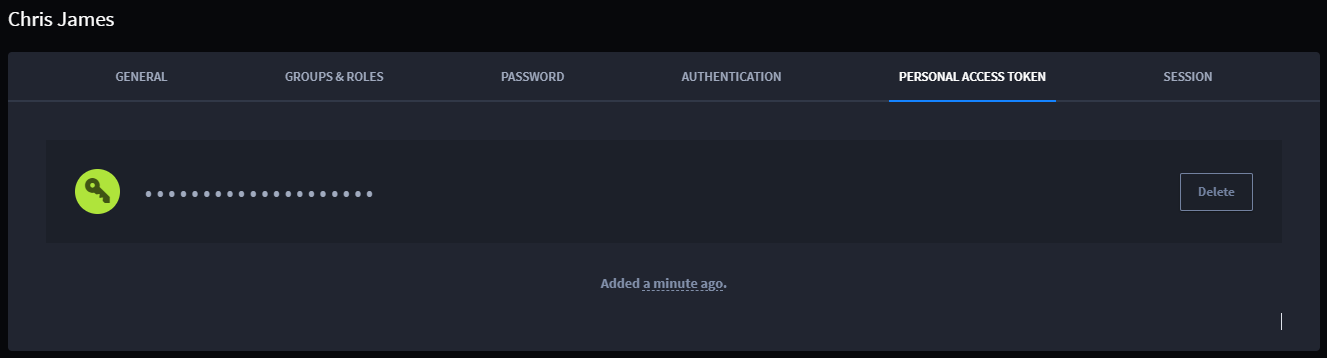 Chris James
GENERAL GROUPS & ROLES PASSWORD AUTHENTICATION PERSONAL ACCESS TOKEN SESSION
•••••••••••••••••••• Delete
Added a minute ago.